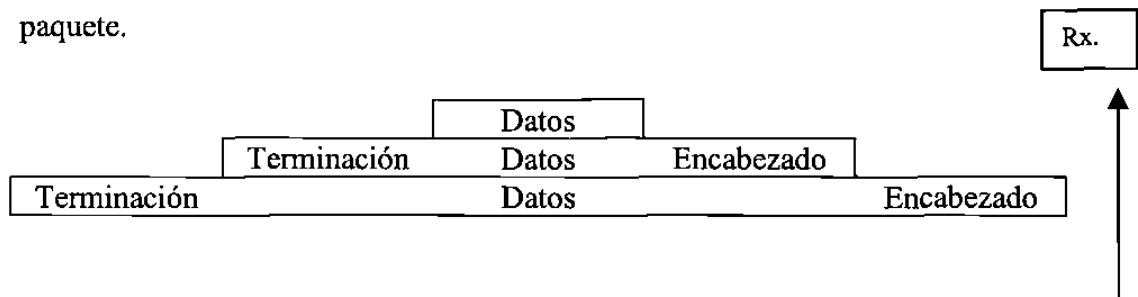 paquete.
Rx.
Datos
Terminación Datos Encabezado
Terminación Datos Encabezado